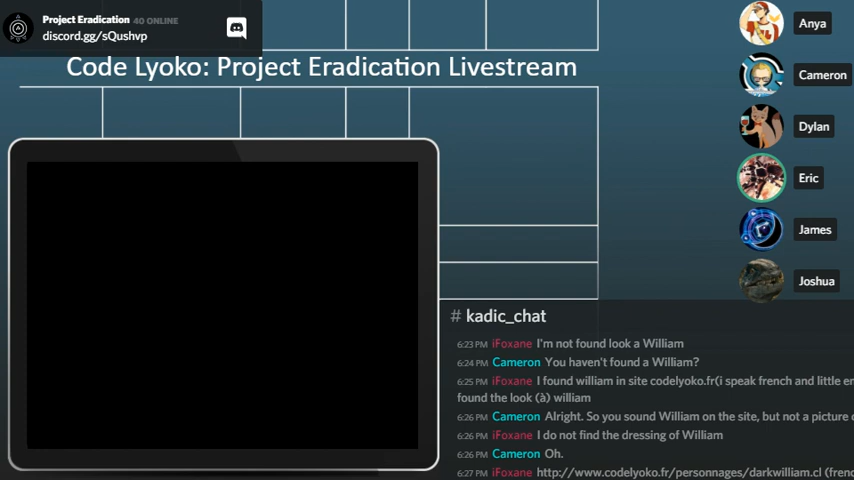 Project Eradication 40 ONLINE
discord.gg/sQushvp
Code Lyoko: Project Eradication Livestream
Anya
Cameron
Dylan
Eric
James
Joshua
# kadic_chat
6:23 PM iFoxane I'm not found look a William
6:24 PM Cameron You haven't found a William?
6:25 PM iFoxane I found william in site codelyoko.fr(i speak french and little en
found the look (à) william
6:26 PM Cameron Alright. So you sound William on the site, but not a picture o
6:26 PM iFoxane I do not find the dressing of William
6:26 PM Cameron Oh.
6:27 PM iFoxane http://www.codelyoko.fr/personnages/darkwilliam.cl (frenc